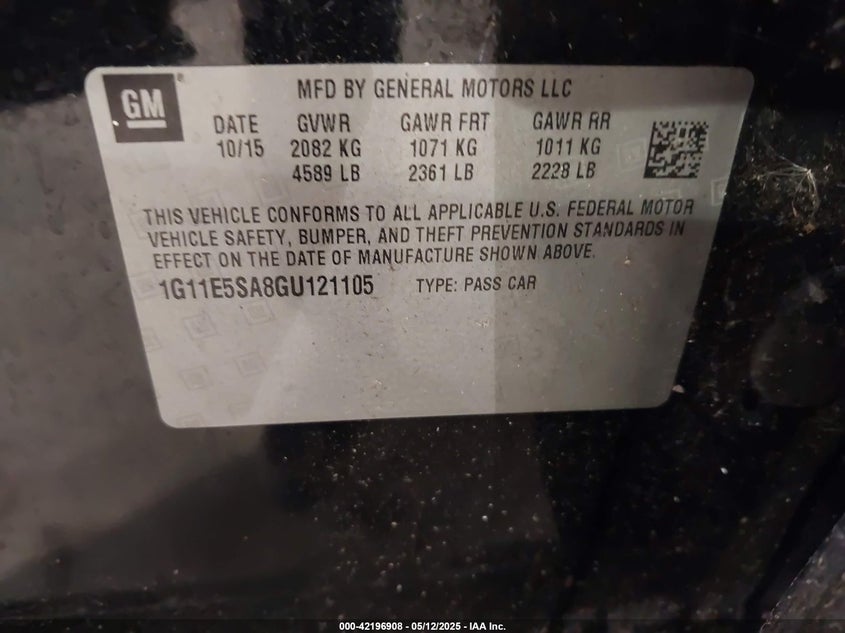 GM
MFD BY GENERAL MOTORS LLC
DATE GVWR GAWR FRT GAWR RR
10/15 2082 KG 1071 KG 1011 KG
4589 LB 2361 LB 2228 LB
THIS VEHICLE CONFORMS TO ALL APPLICABLE U.S. FEDERAL MOTOR
VEHICLE SAFETY, BUMPER, AND THEFT PREVENTION STANDARDS IN
EFFECT ON THE DATE OF MANUFACTURE SHOWN ABOVE.
1G11E5SA8GU121105 TYPE: PASS CAR
000-42196908 - 05/12/2025 - IAA Inc.